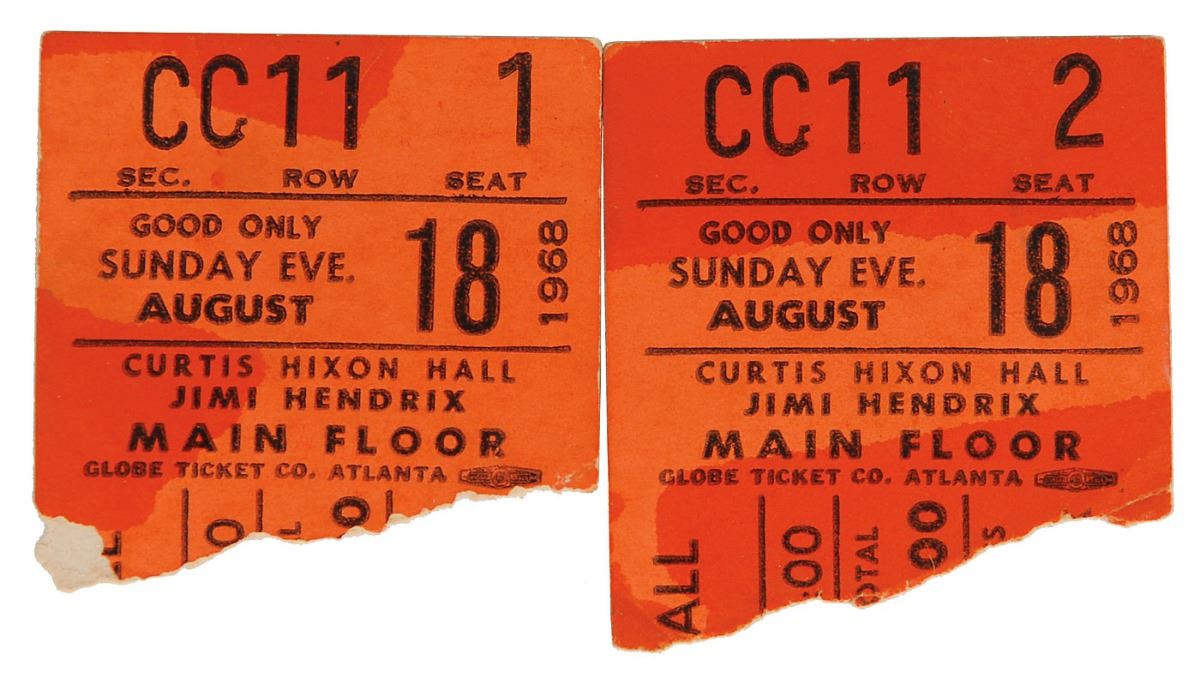 CC11 1
SEC. ROW SEAT
GOOD ONLY
SUNDAY EVE.
AUGUST
18
1968
CURTIS HIXON HALL
JIMI HENDRIX
MAIN FLOOR
GLOBE TICKET CO. ATLANTA
CC11 2
SEC. ROW SEAT
GOOD ONLY
SUNDAY EVE.
AUGUST
18
1968
CURTIS HIXON HALL
JIMI HENDRIX
MAIN FLOOR
GLOBE TICKET CO. ATLANTA
ALL
.00
OTAL
00